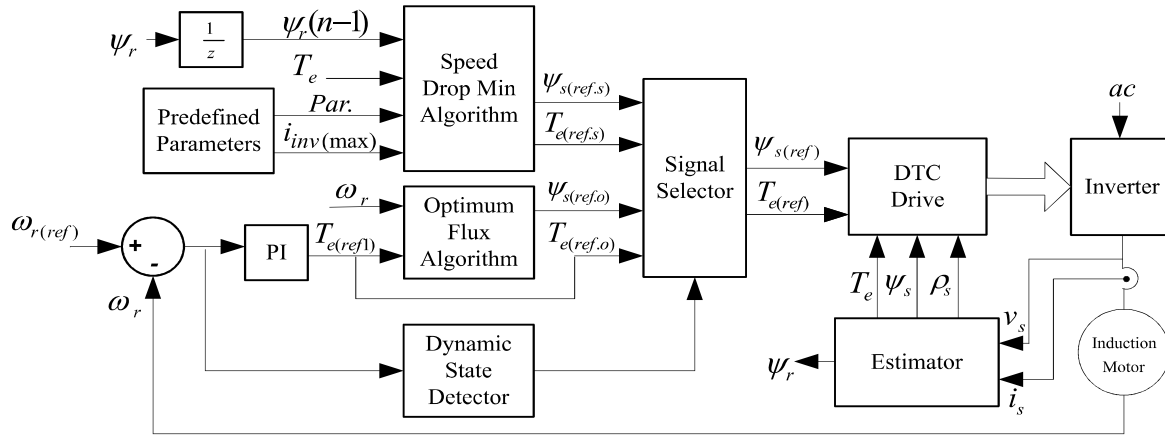 ψr
1
z
ψr(n−1)
Te
Predefined
Parameters
Par.
iinv(max)
Speed
Drop Min
Algorithm
ψs(ref.s)
Te(ref.s)
ωr(ref)
+
-
ωr
PI
Te(ref1)
ωr
Optimum
Flux
Algorithm
ψs(ref.o)
Te(ref.o)
Dynamic
State
Detector
Signal
Selector
ψs(ref)
Te(ref)
DTC
Drive
ac
Inverter
Te
ψs
ρs
Estimator
ψr
vs
is
Induction
Motor